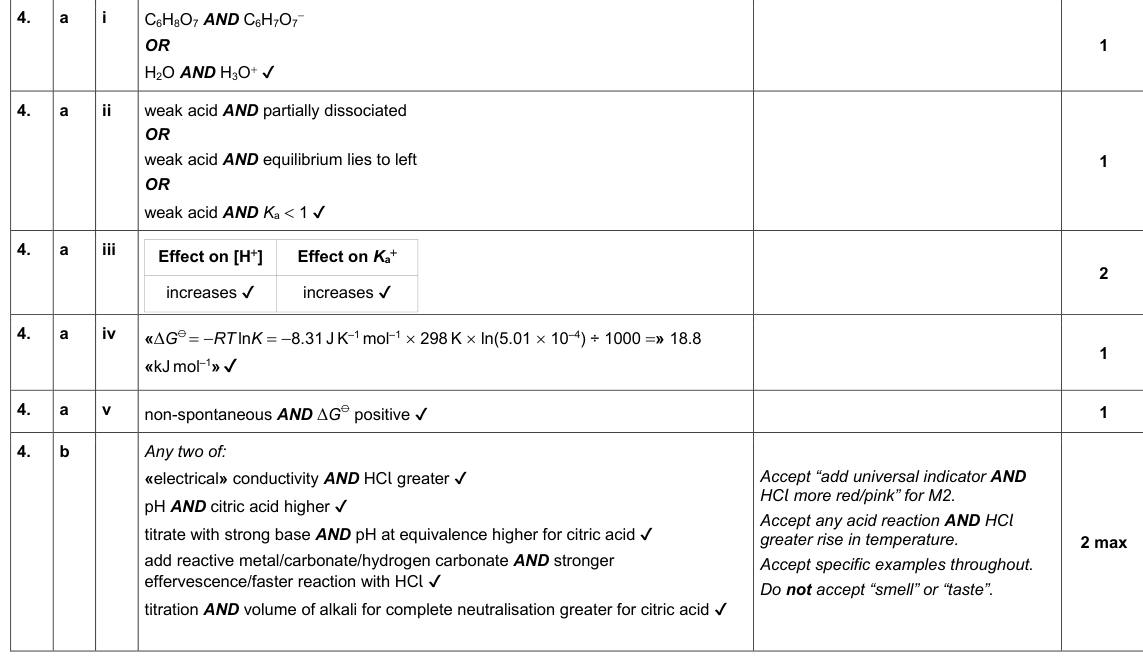 4. a i C₆H₈O₇ AND C₆H₇O₇⁻
OR
H₂O AND H₃O⁺ ✓
1
4. a ii weak acid AND partially dissociated
OR
weak acid AND equilibrium lies to left
OR
weak acid AND Kₐ < 1 ✓
1
4. a iii Effect on [H⁺] Effect on Kₐ⁺
increases ✓ increases ✓
2
4. a iv «ΔG⊖ = −RT lnK = −8.31 J K⁻¹ mol⁻¹ × 298 K × ln(5.01 × 10⁻⁴) ÷ 1000 =» 18.8
«kJ mol⁻¹» ✓
1
4. a v non-spontaneous AND ΔG⊖ positive ✓ 1
4. b Any two of:
«electrical» conductivity AND HCl greater ✓
pH AND citric acid higher ✓
titrate with strong base AND pH at equivalence higher for citric acid ✓
add reactive metal/carbonate/hydrogen carbonate AND stronger
effervescence/faster reaction with HCl ✓
titration AND volume of alkali for complete neutralisation greater for citric acid ✓
Accept “add universal indicator AND
HCl more red/pink” for M2.
Accept any acid reaction AND HCl
greater rise in temperature.
Accept specific examples throughout.
Do not accept “smell” or “taste”.
2 max